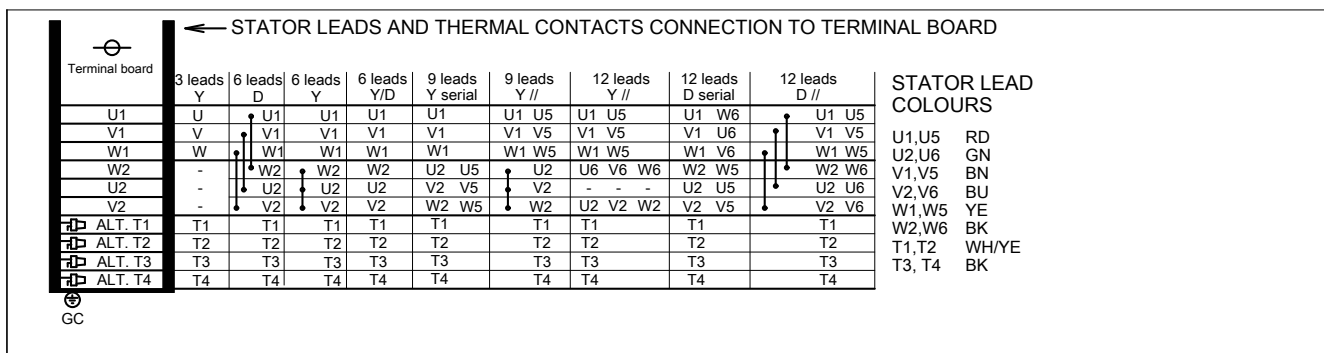 STATOR LEADS AND THERMAL CONTACTS CONNECTION TO TERMINAL BOARD
Terminal board
3 leads 6 leads 6 leads 6 leads 9 leads 9 leads 12 leads 12 leads 12 leads
Y D Y Y/D Y serial Y // Y // D serial D //
U1 U U1 U1 U1 U1 U1 U5 U1 U5 U1 W6 U1 U5
V1 V V1 V1 V1 V1 V1 V5 V1 V5 V1 U6 V1 V5
W1 W W1 W1 W1 W1 W1 W5 W1 W5 W1 V6 W1 W5
W2 - W2 W2 W2 U2 U5 U2 U6 V6 W6 W2 W5 W2 W6
U2 - U2 U2 U2 V2 V5 V2 - - - U2 U5 U2 U6
V2 - V2 V2 V2 W2 W5 W2 U2 V2 W2 V2 V5 V2 V6
ALT. T1 T1 T1 T1 T1 T1 T1 T1 T1 T1
ALT. T2 T2 T2 T2 T2 T2 T2 T2 T2 T2
ALT. T3 T3 T3 T3 T3 T3 T3 T3 T3 T3
ALT. T4 T4 T4 T4 T4 T4 T4 T4 T4 T4
GC
STATOR LEAD
COLOURS
U1,U5 RD
U2,U6 GN
V1,V5 BN
V2,V6 BU
W1,W5 YE
W2,W6 BK
T1,T2 WH/YE
T3, T4 BK